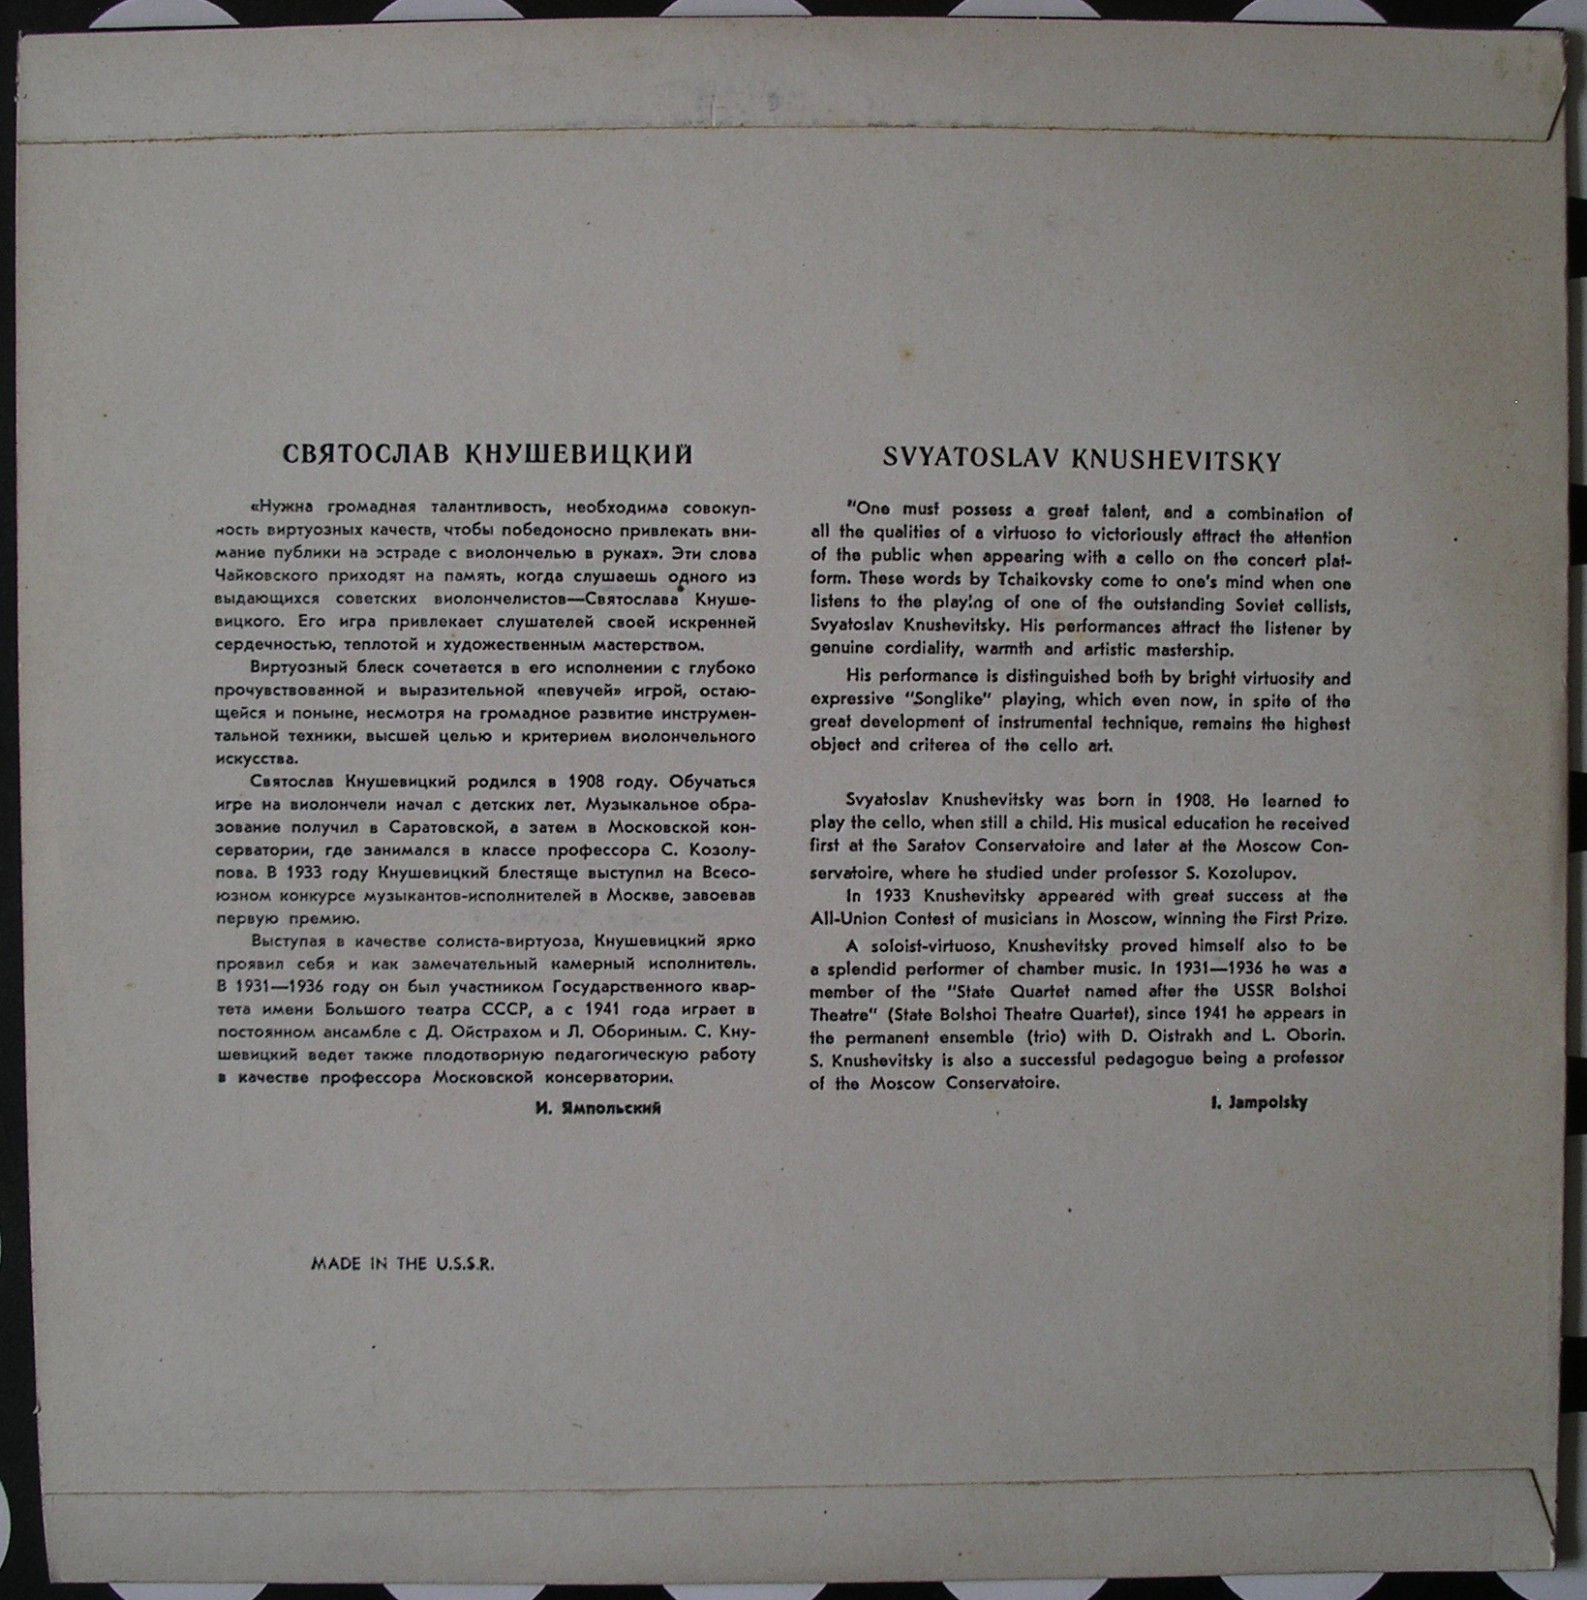 СВЯТОСЛАВ КНУШЕВИЦКИЙ
«Нужна громадная талантливость, необходима совокуп-
ность виртуозных качеств, чтобы победоносно привлекать вни-
мание публики на эстраде с виолончелью в руках». Эти слова
Чайковского приходят на память, когда слушаешь одного из
выдающихся советских виолончелистов—Святослава Кнуше-
вицкого. Его игра привлекает слушателей своей искренней
сердечностью, теплотой и художественным мастерством.
Виртуозный блеск сочетается в его исполнении с глубоко
прочувствованной и выразительной «певучей» игрой, остаю-
щейся и поныне, несмотря на громадное развитие инструмен-
тальной техники, высшей целью и критерием виолончельного
искусства.
Святослав Кнушевицкий родился в 1908 году. Обучаться
игре на виолончели начал с детских лет. Музыкальное обра-
зование получил в Саратовской, а затем в Московской кон-
серватории, где занимался в классе профессора С. Козолу-
пова. В 1933 году Кнушевицкий блестяще выступил на Всесо-
юзном конкурсе музыкантов-исполнителей в Москве, завоевав
первую премию.
Выступая в качестве солиста-виртуоза, Кнушевицкий ярко
проявил себя и как замечательный камерный исполнитель.
В 1931—1936 году он был участником Государственного квар-
тета имени Большого театра СССР, а с 1941 года играет в
постоянном ансамбле с Д. Ойстрахом и Л. Обориным. С. Кну-
шевицкий ведет также плодотворную педагогическую работу
в качестве профессора Московской консерватории.
И. Ямпольский
MADE IN THE U.S.S.R.
SVYATOSLAV KNUSHEVITSKY
"One must possess a great talent, and a combination of
all the qualities of a virtuoso to victoriously attract the attention
of the public when appearing with a cello on the concert plat-
form. These words by Tchaikovsky come to one's mind when one
listens to the playing of one of the outstanding Soviet cellists,
Svyatoslav Knushevitsky. His performances attract the listener by
genuine cordiality, warmth and artistic mastership.
His performance is distinguished both by bright virtuosity and
expressive "Songlike" playing, which even now, in spite of the
great development of instrumental technique, remains the highest
object and criterea of the cello art.
Svyatoslav Knushevitsky was born in 1908. He learned to
play the cello, when still a child. His musical education he received
first at the Saratov Conservatoire and later at the Moscow Con-
servatoire, where he studied under professor S. Kozolupov.
In 1933 Knushevitsky appeared with great success at the
All-Union Contest of musicians in Moscow, winning the First Prize.
A soloist-virtuoso, Knushevitsky proved himself also to be
a splendid performer of chamber music. In 1931—1936 he was a
member of the "State Quartet named after the USSR Bolshoi
Theatre" (State Bolshoi Theatre Quartet), since 1941 he appears in
the permanent ensemble (trio) with D. Oistrakh and L. Oborin.
S. Knushevitsky is also a successful pedagogue being a professor
of the Moscow Conservatoire.
I. Jampolsky